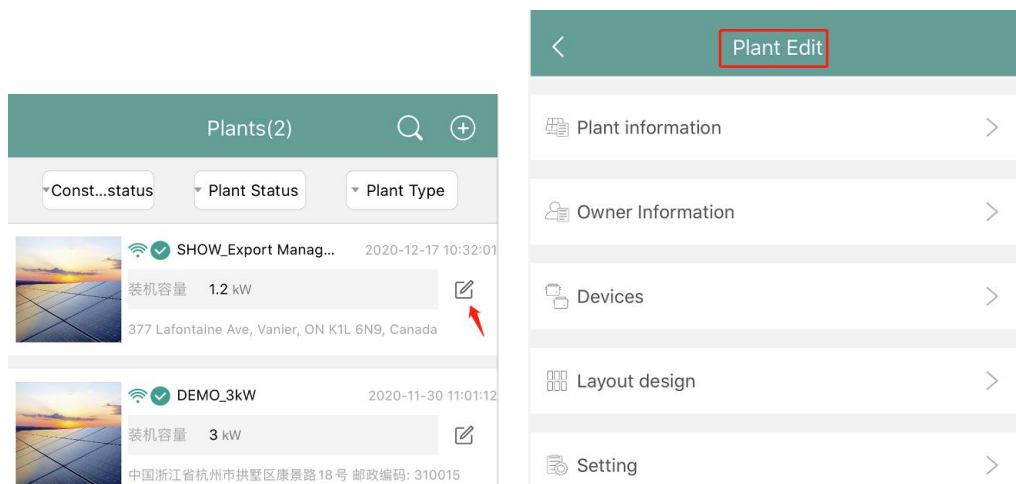 Plants(2)
Const...status Plant Status Plant Type
SHOW_Export Manag... 2020-12-17 10:32:01
装机容量 1.2 kW
377 Lafontaine Ave, Vanier, ON K1L 6N9, Canada
DEMO_3kW 2020-11-30 11:01:12
装机容量 3 kW
中国浙江省杭州市拱墅区康景路18号 邮政编码: 310015
Plant Edit
Plant information
Owner Information
Devices
Layout design
Setting